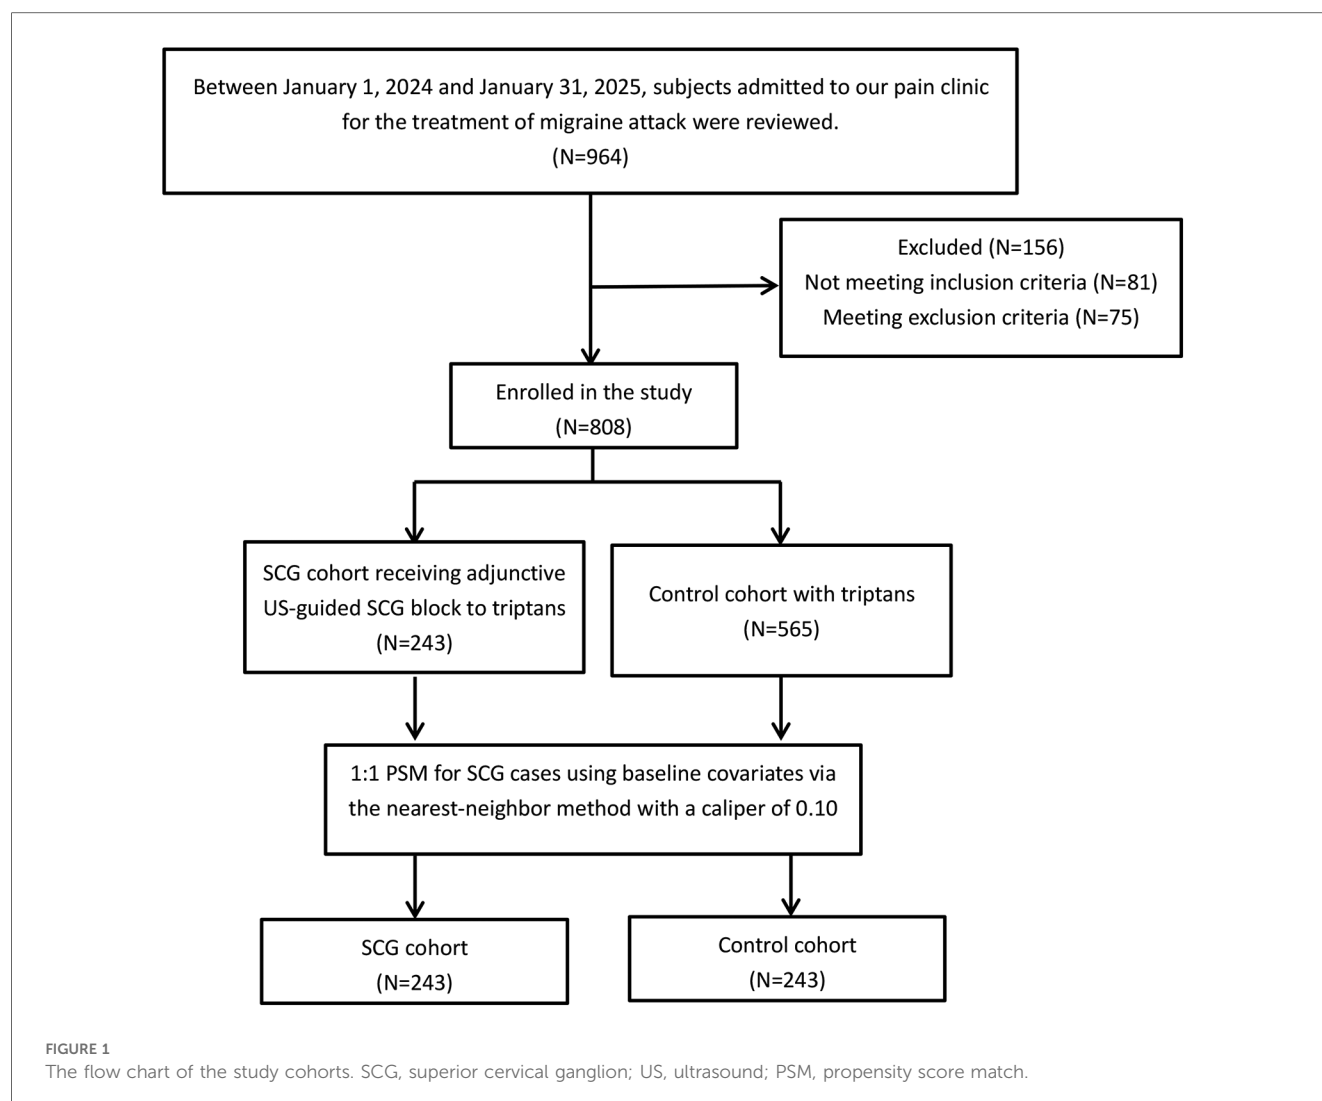 Between January 1, 2024 and January 31, 2025, subjects admitted to our pain clinic
for the treatment of migraine attack were reviewed.
(N=964)
Excluded (N=156)
Not meeting inclusion criteria (N=81)
Meeting exclusion criteria (N=75)
Enrolled in the study
(N=808)
SCG cohort receiving adjunctive
US-guided SCG block to triptans
(N=243)
Control cohort with triptans
(N=565)
1:1 PSM for SCG cases using baseline covariates via
the nearest-neighbor method with a caliper of 0.10
SCG cohort
(N=243)
Control cohort
(N=243)
FIGURE 1
The flow chart of the study cohorts. SCG, superior cervical ganglion; US, ultrasound; PSM, propensity score match.